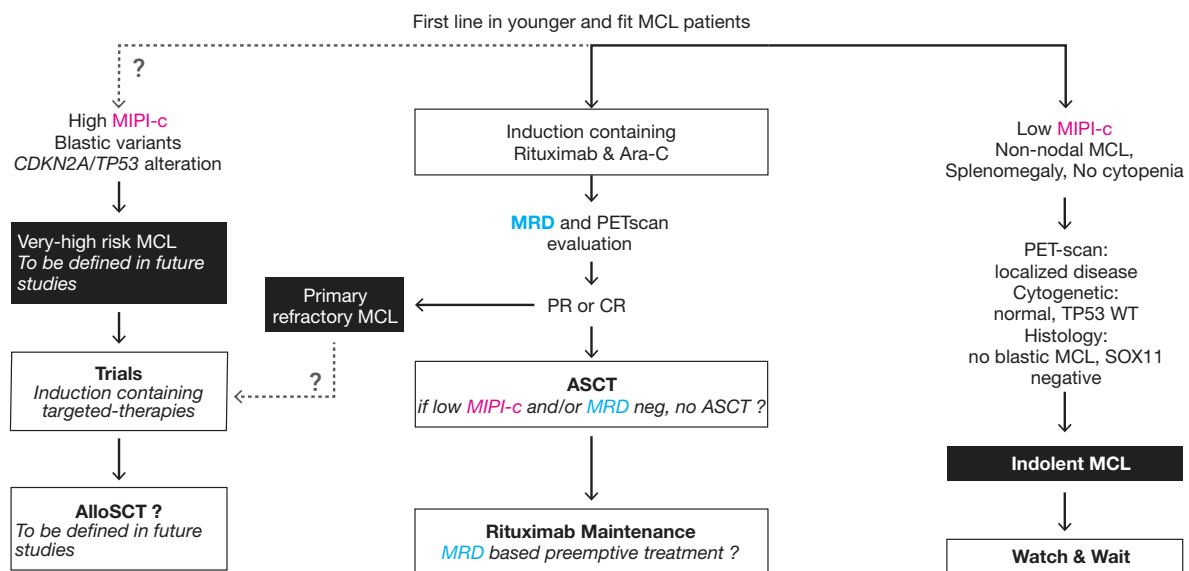 First line in younger and fit MCL patients
?
High MIPI-c
Blastic variants
CDKN2A/TP53 alteration
Very-high risk MCL
To be defined in future
studies
Trials
Induction containing
targeted-therapies
AlloSCT ?
To be defined in future
studies
Primary
refractory MCL
?
Induction containing
Rituximab & Ara-C
MRD and PETscan
evaluation
PR or CR
ASCT
if low MIPI-c and/or MRD neg, no ASCT ?
Rituximab Maintenance
MRD based preemptive treatment ?
Low MIPI-c
Non-nodal MCL,
Splenomegaly, No cytopenia
PET-scan:
localized disease
Cytogenetic:
normal, TP53 WT
Histology:
no blastic MCL, SOX11
negative
Indolent MCL
Watch & Wait